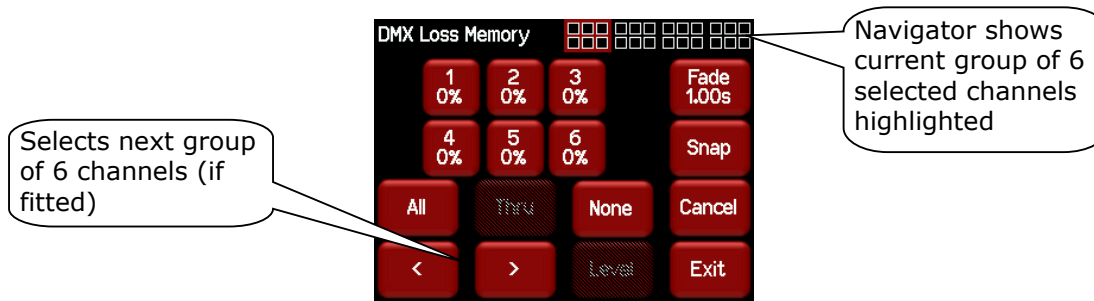 DMX Loss Memory
Navigator shows
current group of 6
selected channels
highlighted
1 2 3 Fade
0% 0% 0% 1.00s
Selects next group
of 6 channels (if
fitted)
4 5 6 Snap
0% 0% 0%
All Thru None Cancel
< > Level Exit